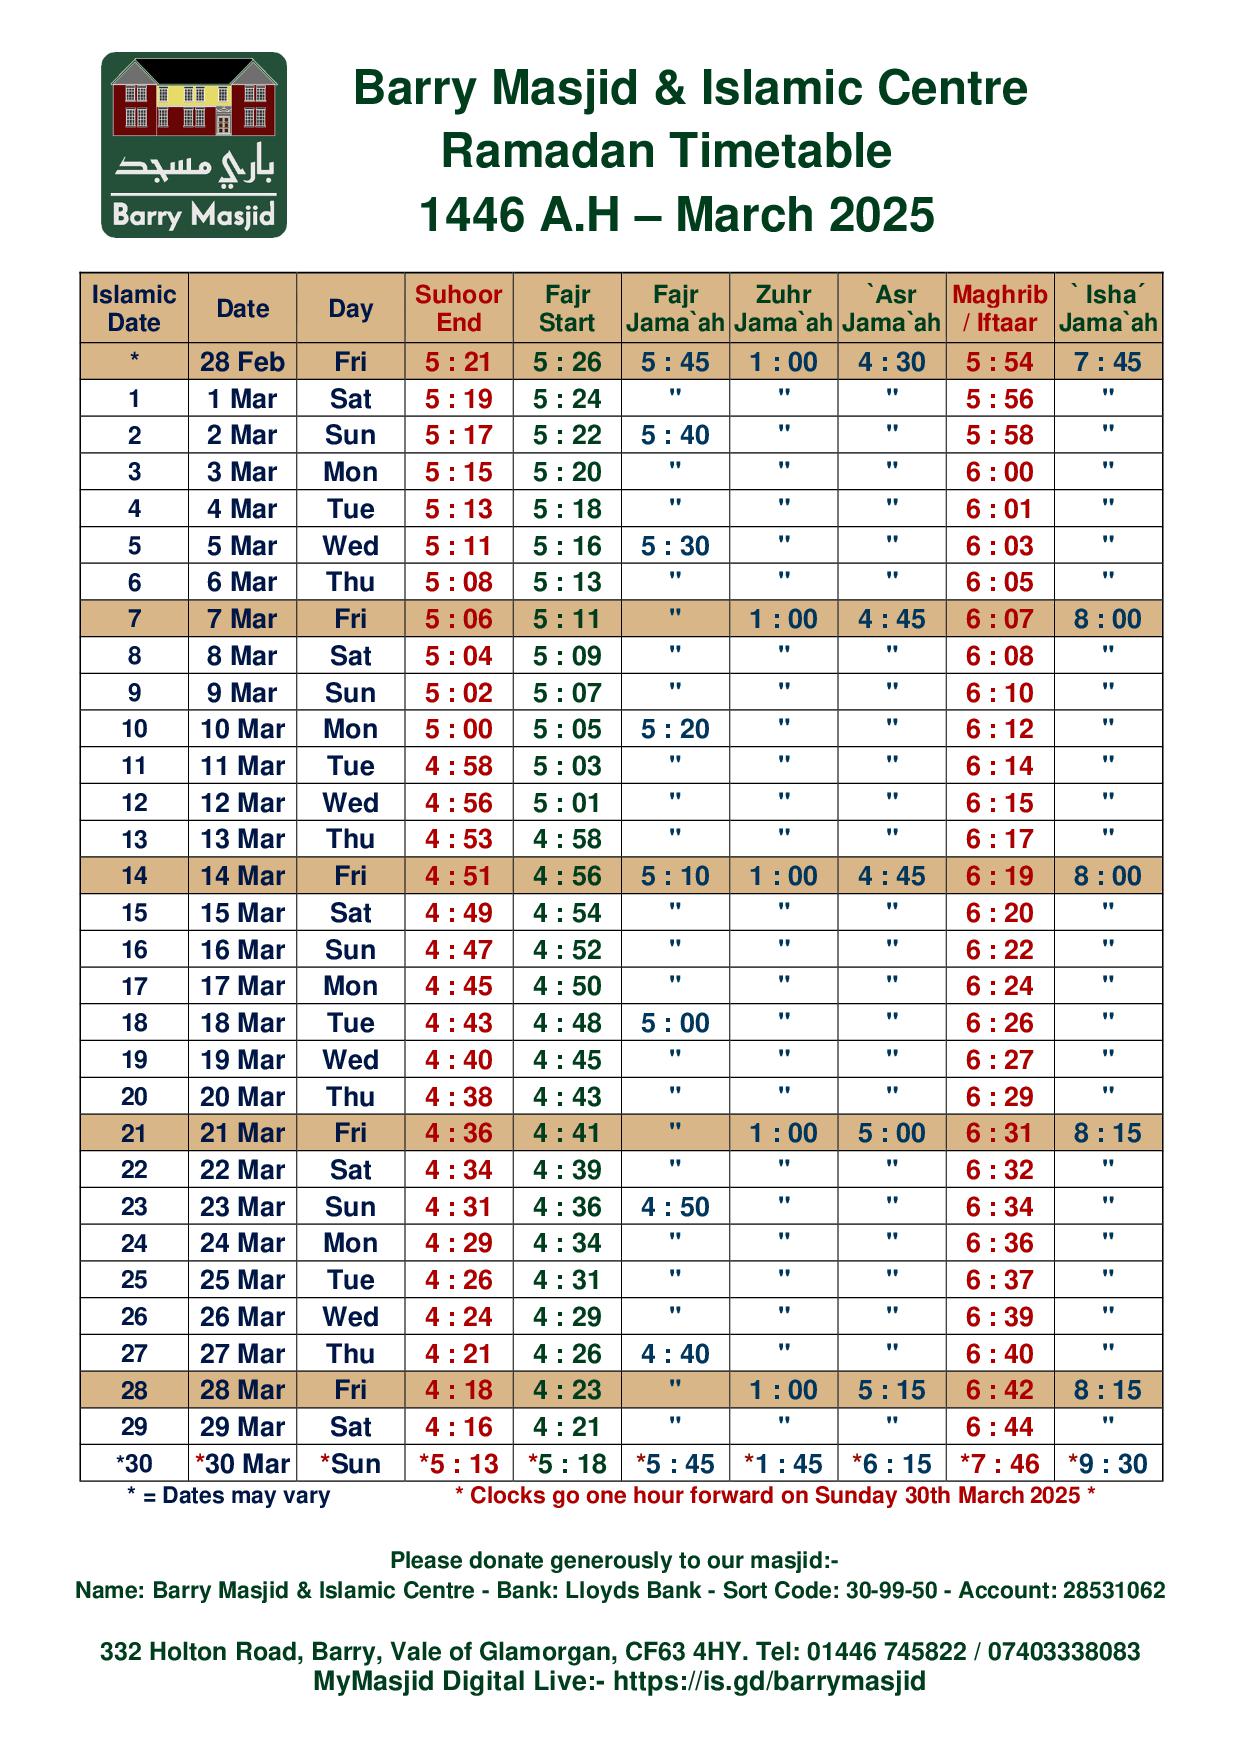 باري مسجد
Barry Masjid
Barry Masjid & Islamic Centre
Ramadan Timetable
1446 A.H – March 2025
Islamic Date | Date | Day | Suhoor End | Fajr Start | Fajr Jama`ah | Zuhr Jama`ah | `Asr Jama`ah | Maghrib / Iftaar | ` Isha´ Jama`ah
* 28 Feb Fri 5 : 21 5 : 26 5 : 45 1 : 00 4 : 30 5 : 54 7 : 45
1 1 Mar Sat 5 : 19 5 : 24 " " " 5 : 56 "
2 2 Mar Sun 5 : 17 5 : 22 5 : 40 " " 5 : 58 "
3 3 Mar Mon 5 : 15 5 : 20 " " " 6 : 00 "
4 4 Mar Tue 5 : 13 5 : 18 " " " 6 : 01 "
5 5 Mar Wed 5 : 11 5 : 16 5 : 30 " " 6 : 03 "
6 6 Mar Thu 5 : 08 5 : 13 " " " 6 : 05 "
7 7 Mar Fri 5 : 06 5 : 11 " 1 : 00 4 : 45 6 : 07 8 : 00
8 8 Mar Sat 5 : 04 5 : 09 " " " 6 : 08 "
9 9 Mar Sun 5 : 02 5 : 07 " " " 6 : 10 "
10 10 Mar Mon 5 : 00 5 : 05 5 : 20 " " 6 : 12 "
11 11 Mar Tue 4 : 58 5 : 03 " " " 6 : 14 "
12 12 Mar Wed 4 : 56 5 : 01 " " " 6 : 15 "
13 13 Mar Thu 4 : 53 4 : 58 " " " 6 : 17 "
14 14 Mar Fri 4 : 51 4 : 56 5 : 10 1 : 00 4 : 45 6 : 19 8 : 00
15 15 Mar Sat 4 : 49 4 : 54 " " " 6 : 20 "
16 16 Mar Sun 4 : 47 4 : 52 " " " 6 : 22 "
17 17 Mar Mon 4 : 45 4 : 50 " " " 6 : 24 "
18 18 Mar Tue 4 : 43 4 : 48 5 : 00 " " 6 : 26 "
19 19 Mar Wed 4 : 40 4 : 45 " " " 6 : 27 "
20 20 Mar Thu 4 : 38 4 : 43 " " " 6 : 29 "
21 21 Mar Fri 4 : 36 4 : 41 " 1 : 00 5 : 00 6 : 31 8 : 15
22 22 Mar Sat 4 : 34 4 : 39 " " " 6 : 32 "
23 23 Mar Sun 4 : 31 4 : 36 4 : 50 " " 6 : 34 "
24 24 Mar Mon 4 : 29 4 : 34 " " " 6 : 36 "
25 25 Mar Tue 4 : 26 4 : 31 " " " 6 : 37 "
26 26 Mar Wed 4 : 24 4 : 29 " " " 6 : 39 "
27 27 Mar Thu 4 : 21 4 : 26 4 : 40 " " 6 : 40 "
28 28 Mar Fri 4 : 18 4 : 23 " 1 : 00 5 : 15 6 : 42 8 : 15
29 29 Mar Sat 4 : 16 4 : 21 " " " 6 : 44 "
*30 *30 Mar *Sun *5 : 13 *5 : 18 *5 : 45 *1 : 45 *6 : 15 *7 : 46 *9 : 30
* = Dates may vary * Clocks go one hour forward on Sunday 30th March 2025 *
Please donate generously to our masjid:-
Name: Barry Masjid & Islamic Centre - Bank: Lloyds Bank - Sort Code: 30-99-50 - Account: 28531062
332 Holton Road, Barry, Vale of Glamorgan, CF63 4HY. Tel: 01446 745822 / 07403338083
MyMasjid Digital Live:- https://is.gd/barrymasjid